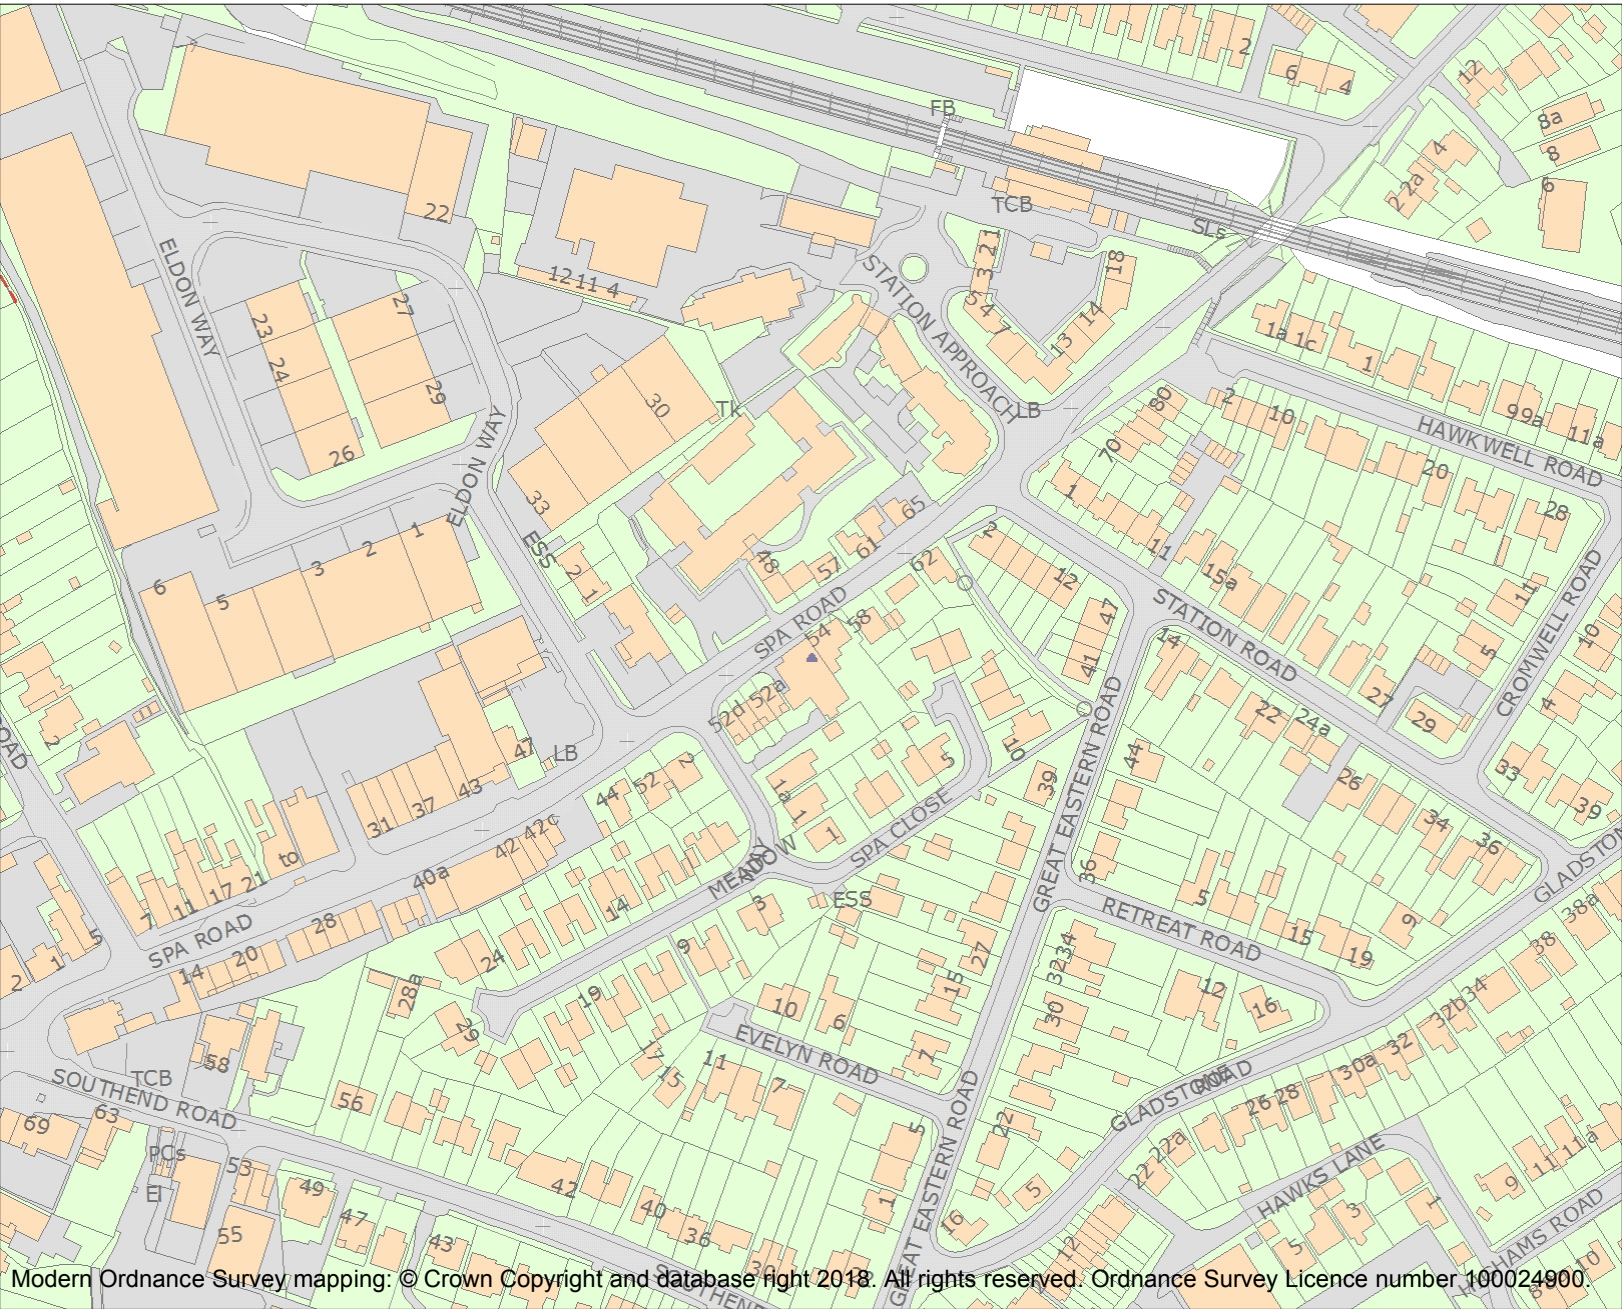 2
6
4
12
8a
8
6
4
2a
2
FB
22
TCB
SLs
ELDON WAY
12 11 4
STATION APPROACH
1
2
3
5
4
7
18
14
13
23
24
26
27
29
30
33
Tk
LB
1a 1c
1
99a
11a
HAWKWELL ROAD
2
10
20
28
80
70
1
11
15a
ELDON WAY
ESS
2
1
65
61
57
48
62
2
12
47
41
SPA ROAD
54
58
52a
52d
6
5
3
2
1
STATION ROAD
14
22
24a
26
27
29
34
36
CROMWELL ROAD
11
5
10
4
33
39
GREAT EASTERN ROAD
44
39
36
10
5
1a
1
1
SPA CLOSE
MEADOW
WAY
ESS
47
LB
43
37
31
44
52
2
42
42c
40a
to
21
17
11
7
5
1
2
2
SPA ROAD
14
20
28
24
14
28a
29
19
9
3
10
6
EVELYN ROAD
17
15
11
7
7
27
15
34
32
30
22
RETREAT ROAD
5
15
19
9
12
16
GLADSTONE
ROAD
38a
38
34
32b
32
30a
28
26
22a
22
HAWKS LANE
5
3
1
9
11
11a
10
58
56
TCB
SOUTHEND ROAD
69
63
PCs
El
53
55
49
47
43
42
40
36
30
5
1
16
5
12
GREAT EASTERN ROAD
Modern Ordnance Survey mapping: © Crown Copyright and database right 2018. All rights reserved. Ordnance Survey Licence number 100024900.